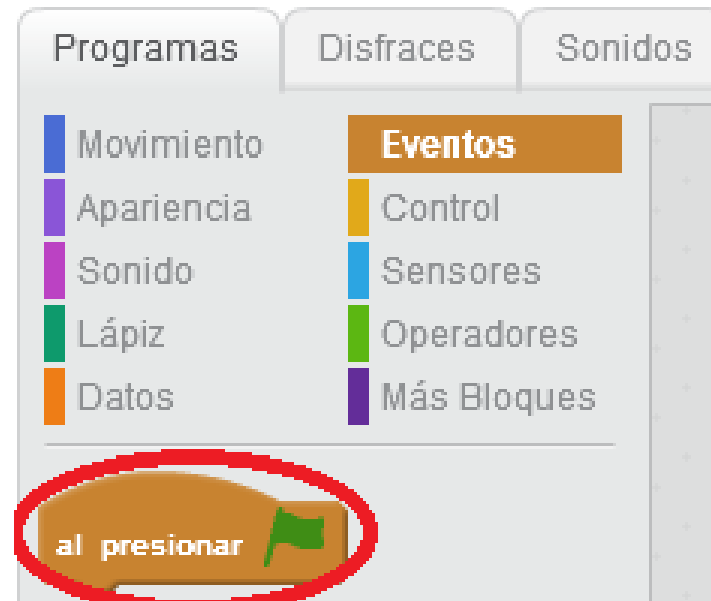 Programas Disfraces Sonidos
Movimiento Eventos
Apariencia Control
Sonido Sensores
Lápiz Operadores
Datos Más Bloques
al presionar